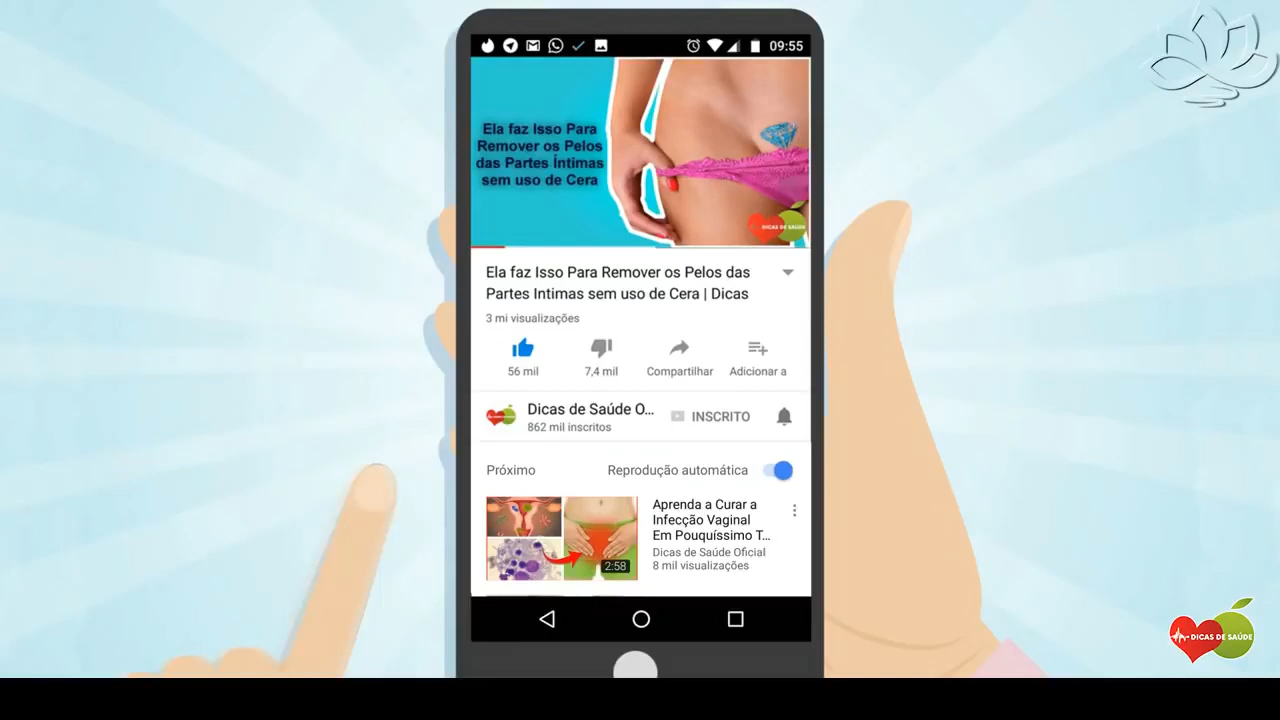 09:55
Ela faz Isso Para
Remover os Pelos
das Partes Íntimas
sem uso de Cera
DICAS DE SAÚDE
Ela faz Isso Para Remover os Pelos das
Partes Intimas sem uso de Cera | Dicas
3 mi visualizações
56 mil
7,4 mil
Compartilhar
Adicionar a
Dicas de Saúde O...
INSCRITO
862 mil inscritos
Próximo
Reprodução automática
Aprenda a Curar a
Infecção Vaginal
Em Pouquíssimo T...
Dicas de Saúde Oficial
8 mil visualizações
2:58
DICAS DE SAÚDE